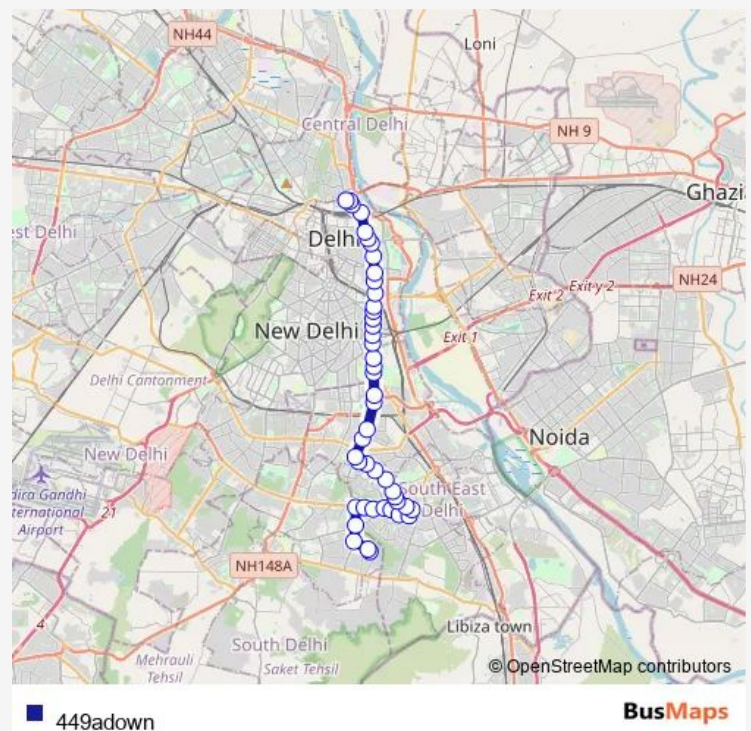 NH44
Loni
Central Delhi
NH 9
Ghazi
est Delhi
Delhi
NH24
Exit 2
Exit-y 2
New Delhi
Exit 1
Delhi Cantonment
Noida
New Delhi
dira Gandhi
ternational
Airport
21
South East
Delhi
NH148A
4
Libiza town
South Delhi
Mehrauli
Tehsil
Saket Tehsil
© OpenStreetMap contributors
449adown
BusMaps